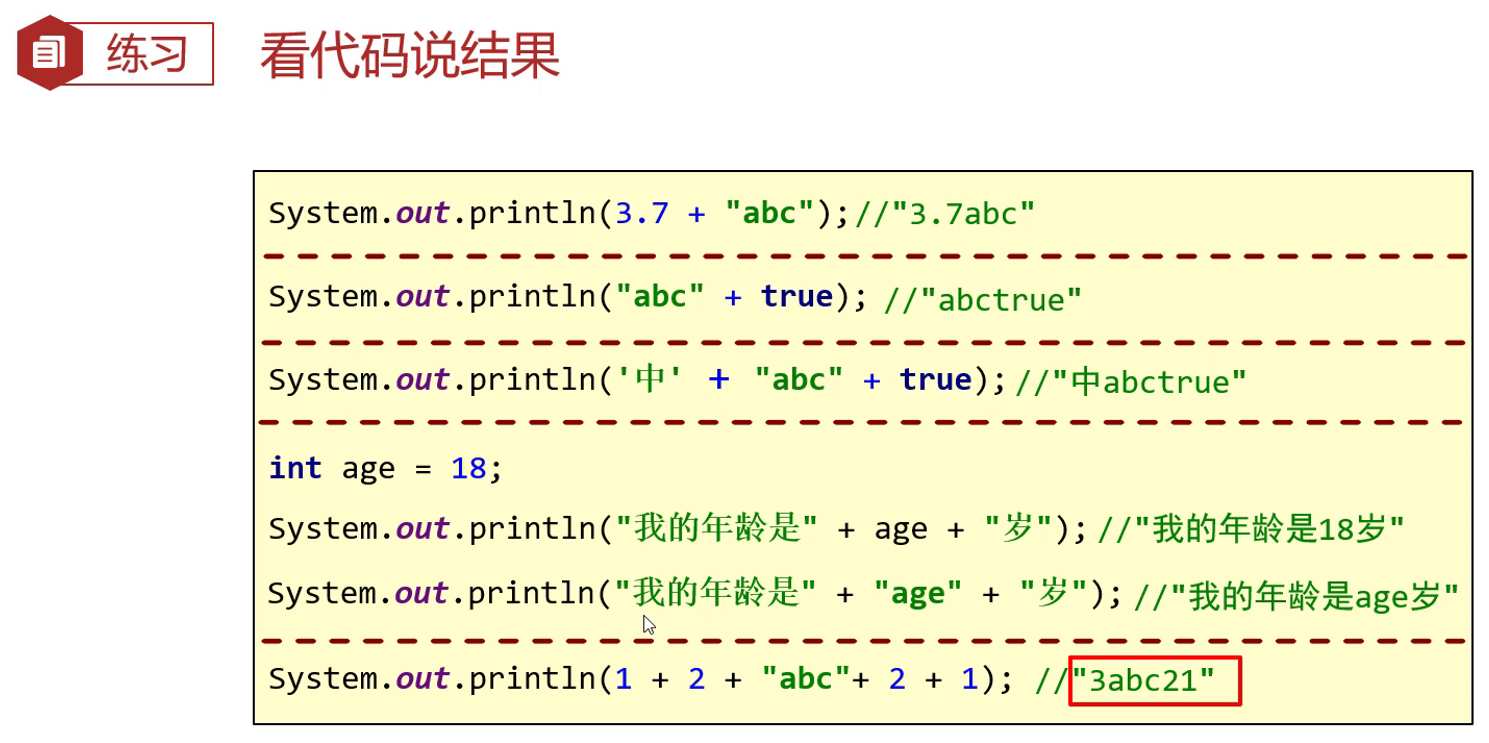 练习
看代码说结果
System.out.println(3.7 + "abc");//"3.7abc"
System.out.println("abc" + true); //"abctrue"
System.out.println('中' + "abc" + true);//"中abctrue"
int age = 18;
System.out.println("我的年龄是" + age + "岁");//"我的年龄是18岁"
System.out.println("我的年龄是" + "age" + "岁"); //"我的年龄是age岁"
System.out.println(1 + 2 + "abc"+ 2 + 1); //"3abc21"